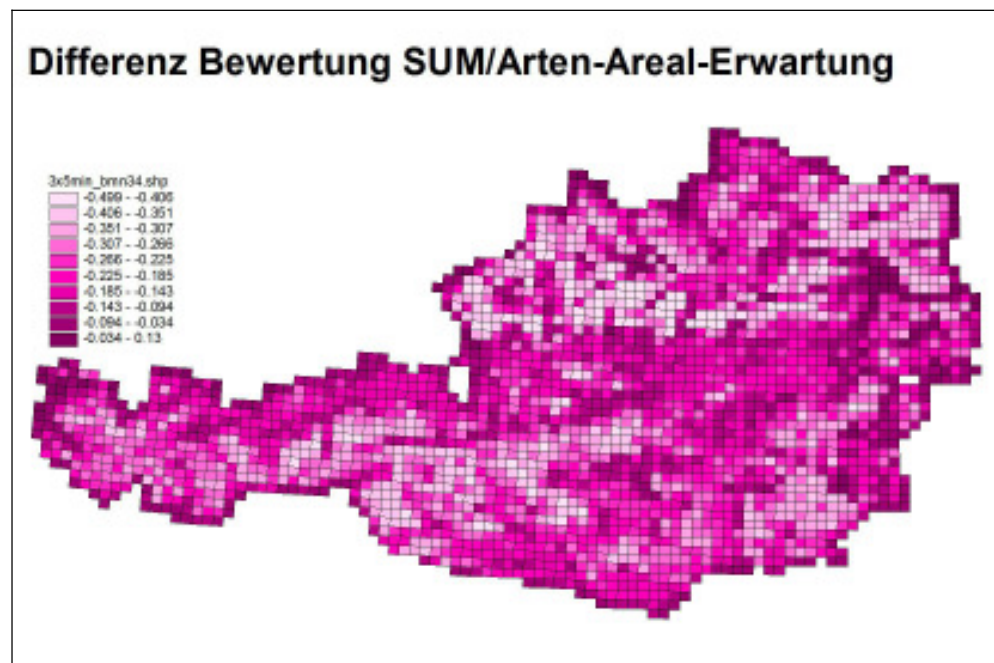 Differenz Bewertung SUM/Arten-Areal-Erwartung
3x5min_bmn34.shp
-0.499 - -0.406
-0.406 - -0.351
-0.351 - -0.307
-0.307 - -0.266
-0.266 - -0.225
-0.225 - -0.185
-0.185 - -0.143
-0.143 - -0.094
-0.094 - -0.034
-0.034 - 0.13